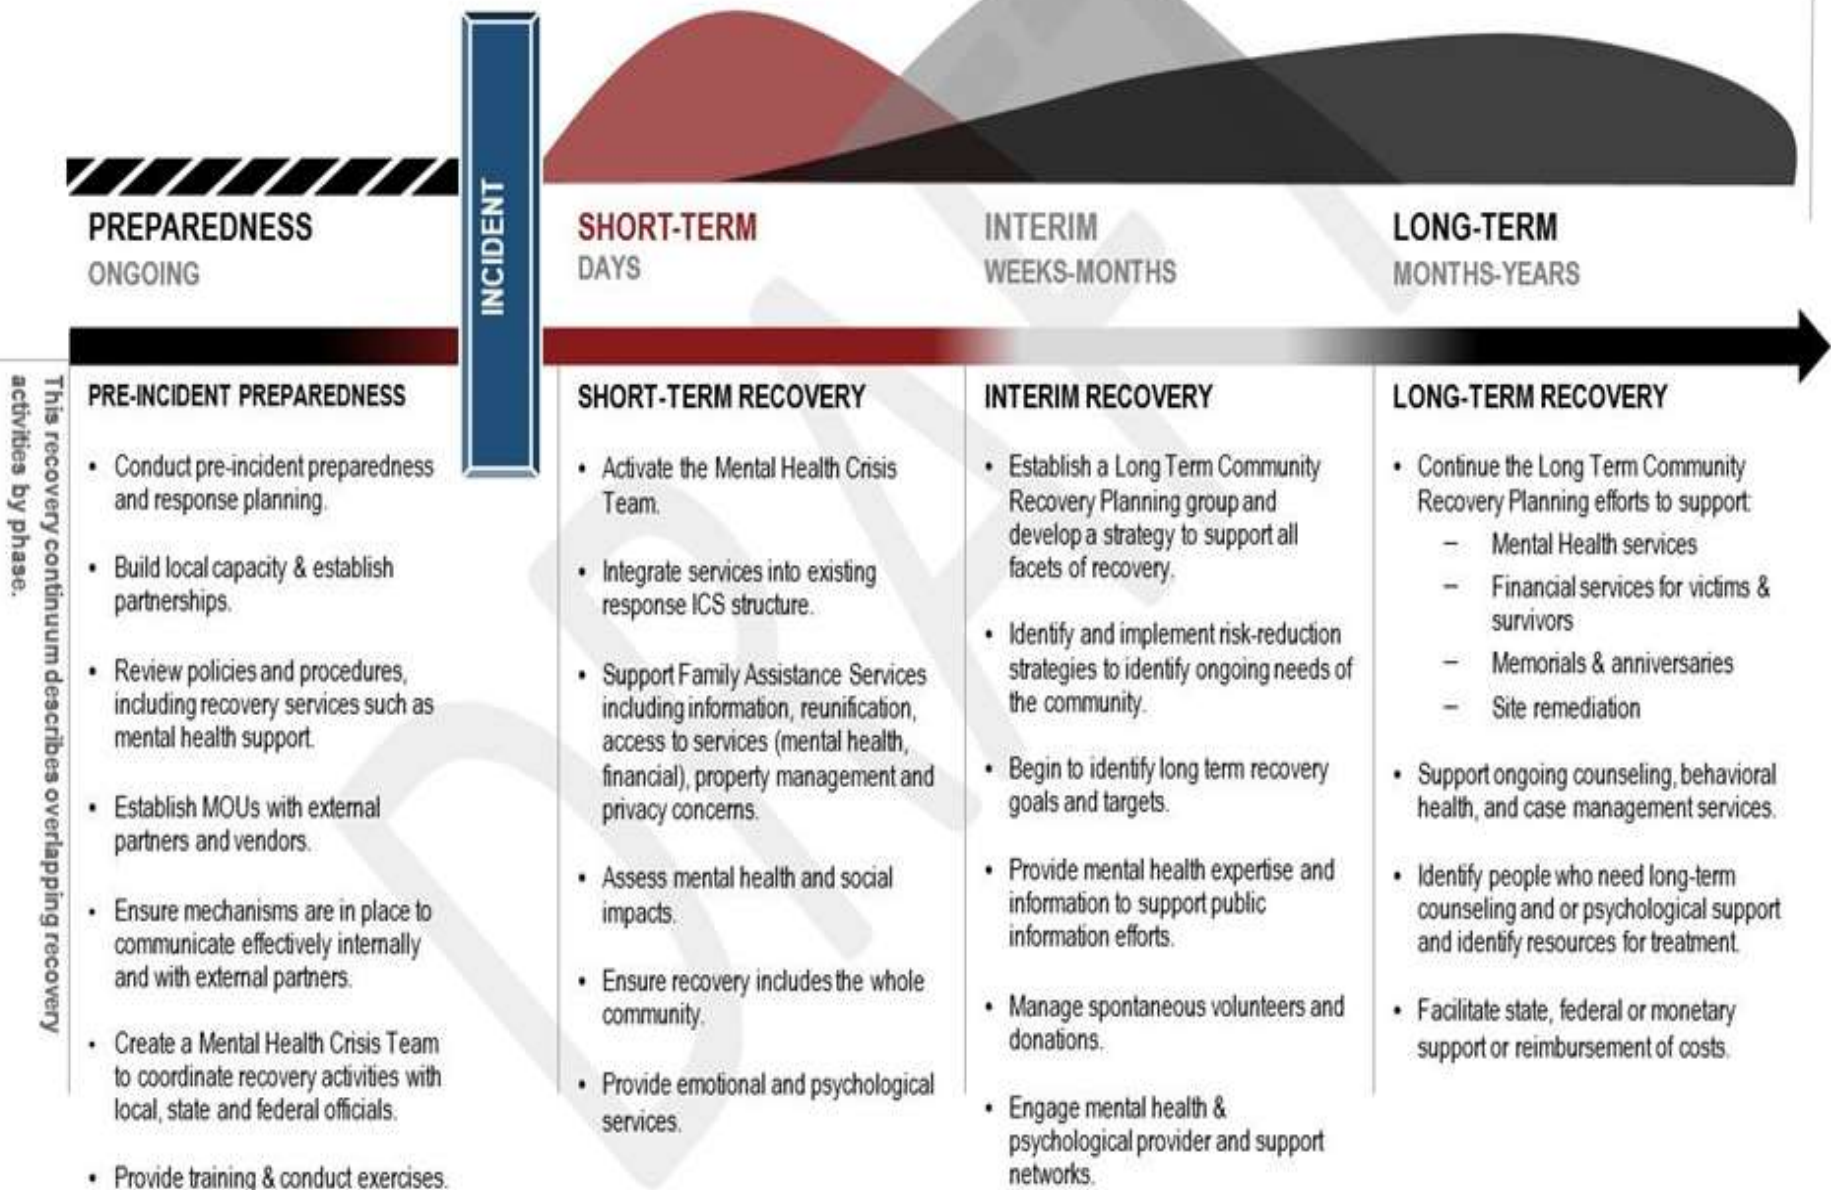 INCIDENT
PREPAREDNESS
ONGOING
SHORT-TERM
DAYS
INTERIM
WEEKS-MONTHS
LONG-TERM
MONTHS-YEARS
This recovery continuum describes overlapping recovery
activities by phase.
PRE-INCIDENT PREPAREDNESS
• Conduct pre-incident preparedness
and response planning.
• Build local capacity & establish
partnerships.
• Review policies and procedures,
including recovery services such as
mental health support.
• Establish MOUs with external
partners and vendors.
• Ensure mechanisms are in place to
communicate effectively internally
and with external partners.
• Create a Mental Health Crisis Team
to coordinate recovery activities with
local, state and federal officials.
• Provide training & conduct exercises.
SHORT-TERM RECOVERY
• Activate the Mental Health Crisis
Team.
• Integrate services into existing
response ICS structure.
• Support Family Assistance Services
including information, reunification,
access to services (mental health,
financial), property management and
privacy concerns.
• Assess mental health and social
impacts.
• Ensure recovery includes the whole
community.
• Provide emotional and psychological
services.
INTERIM RECOVERY
• Establish a Long Term Community
Recovery Planning group and
develop a strategy to support all
facets of recovery.
• Identify and implement risk-reduction
strategies to identify ongoing needs of
the community.
• Begin to identify long term recovery
goals and targets.
• Provide mental health expertise and
information to support public
information efforts.
• Manage spontaneous volunteers and
donations.
• Engage mental health &
psychological provider and support
networks.
LONG-TERM RECOVERY
• Continue the Long Term Community
Recovery Planning efforts to support:
– Mental Health services
– Financial services for victims &
survivors
– Memorials & anniversaries
– Site remediation
• Support ongoing counseling, behavioral
health, and case management services.
• Identify people who need long-term
counseling and or psychological support
and identify resources for treatment.
• Facilitate state, federal or monetary
support or reimbursement of costs.
DRAFT